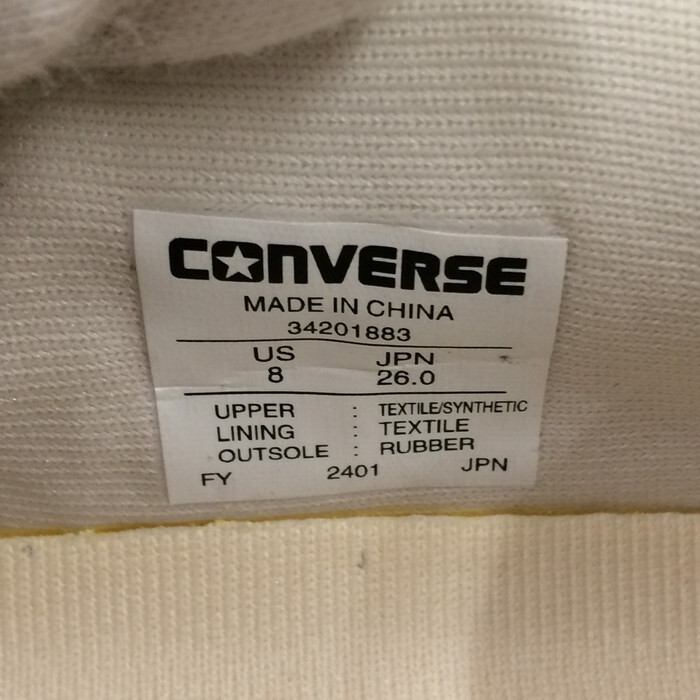 CONVERSE
MADE IN CHINA
34201883
US JPN
8 26.0
UPPER : TEXTILE/SYNTHETIC
LINING : TEXTILE
OUTSOLE : RUBBER
FY 2401 JPN